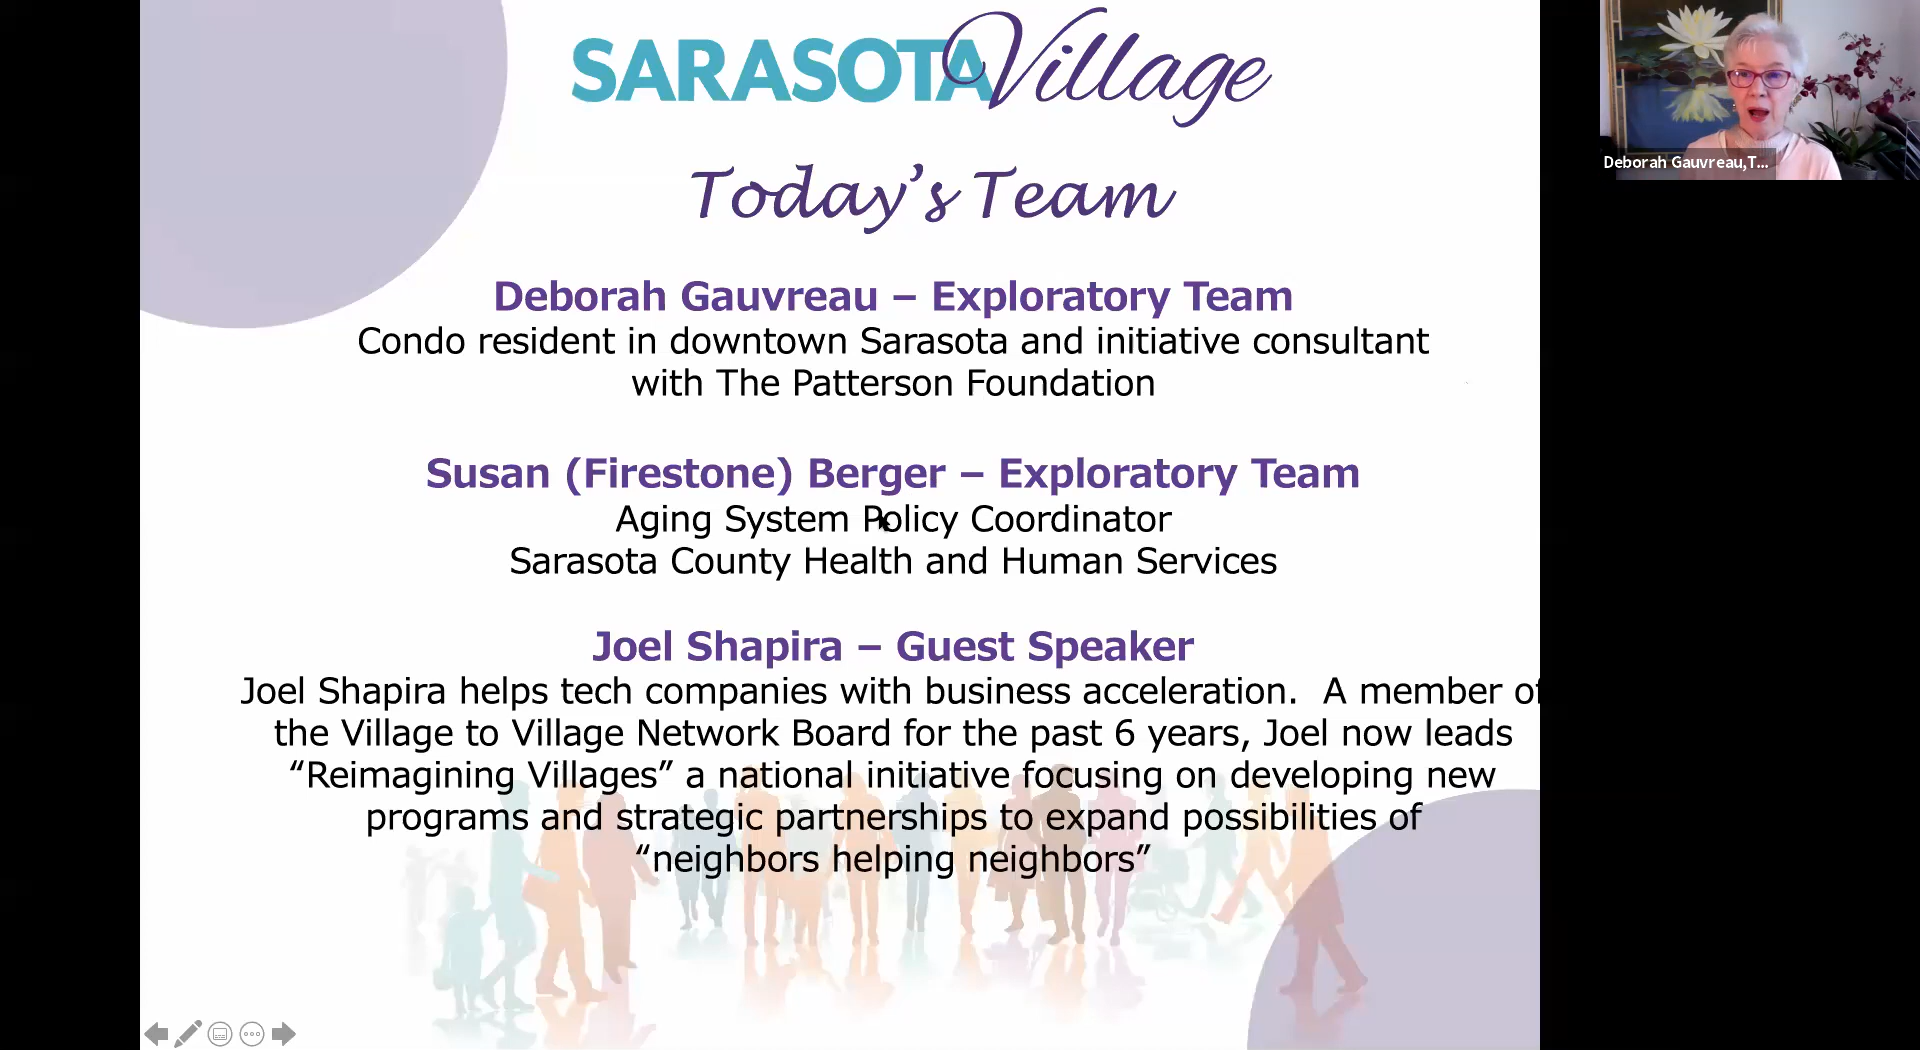 SARASOTA Village
Deborah Gauvreau,T...
Today's Team
Deborah Gauvreau – Exploratory Team
Condo resident in downtown Sarasota and initiative consultant
with The Patterson Foundation
Susan (Firestone) Berger – Exploratory Team
Aging System Policy Coordinator
Sarasota County Health and Human Services
Joel Shapira – Guest Speaker
Joel Shapira helps tech companies with business acceleration.  A member of
the Village to Village Network Board for the past 6 years, Joel now leads
“Reimagining Villages” a national initiative focusing on developing new
programs and strategic partnerships to expand possibilities of
“neighbors helping neighbors”